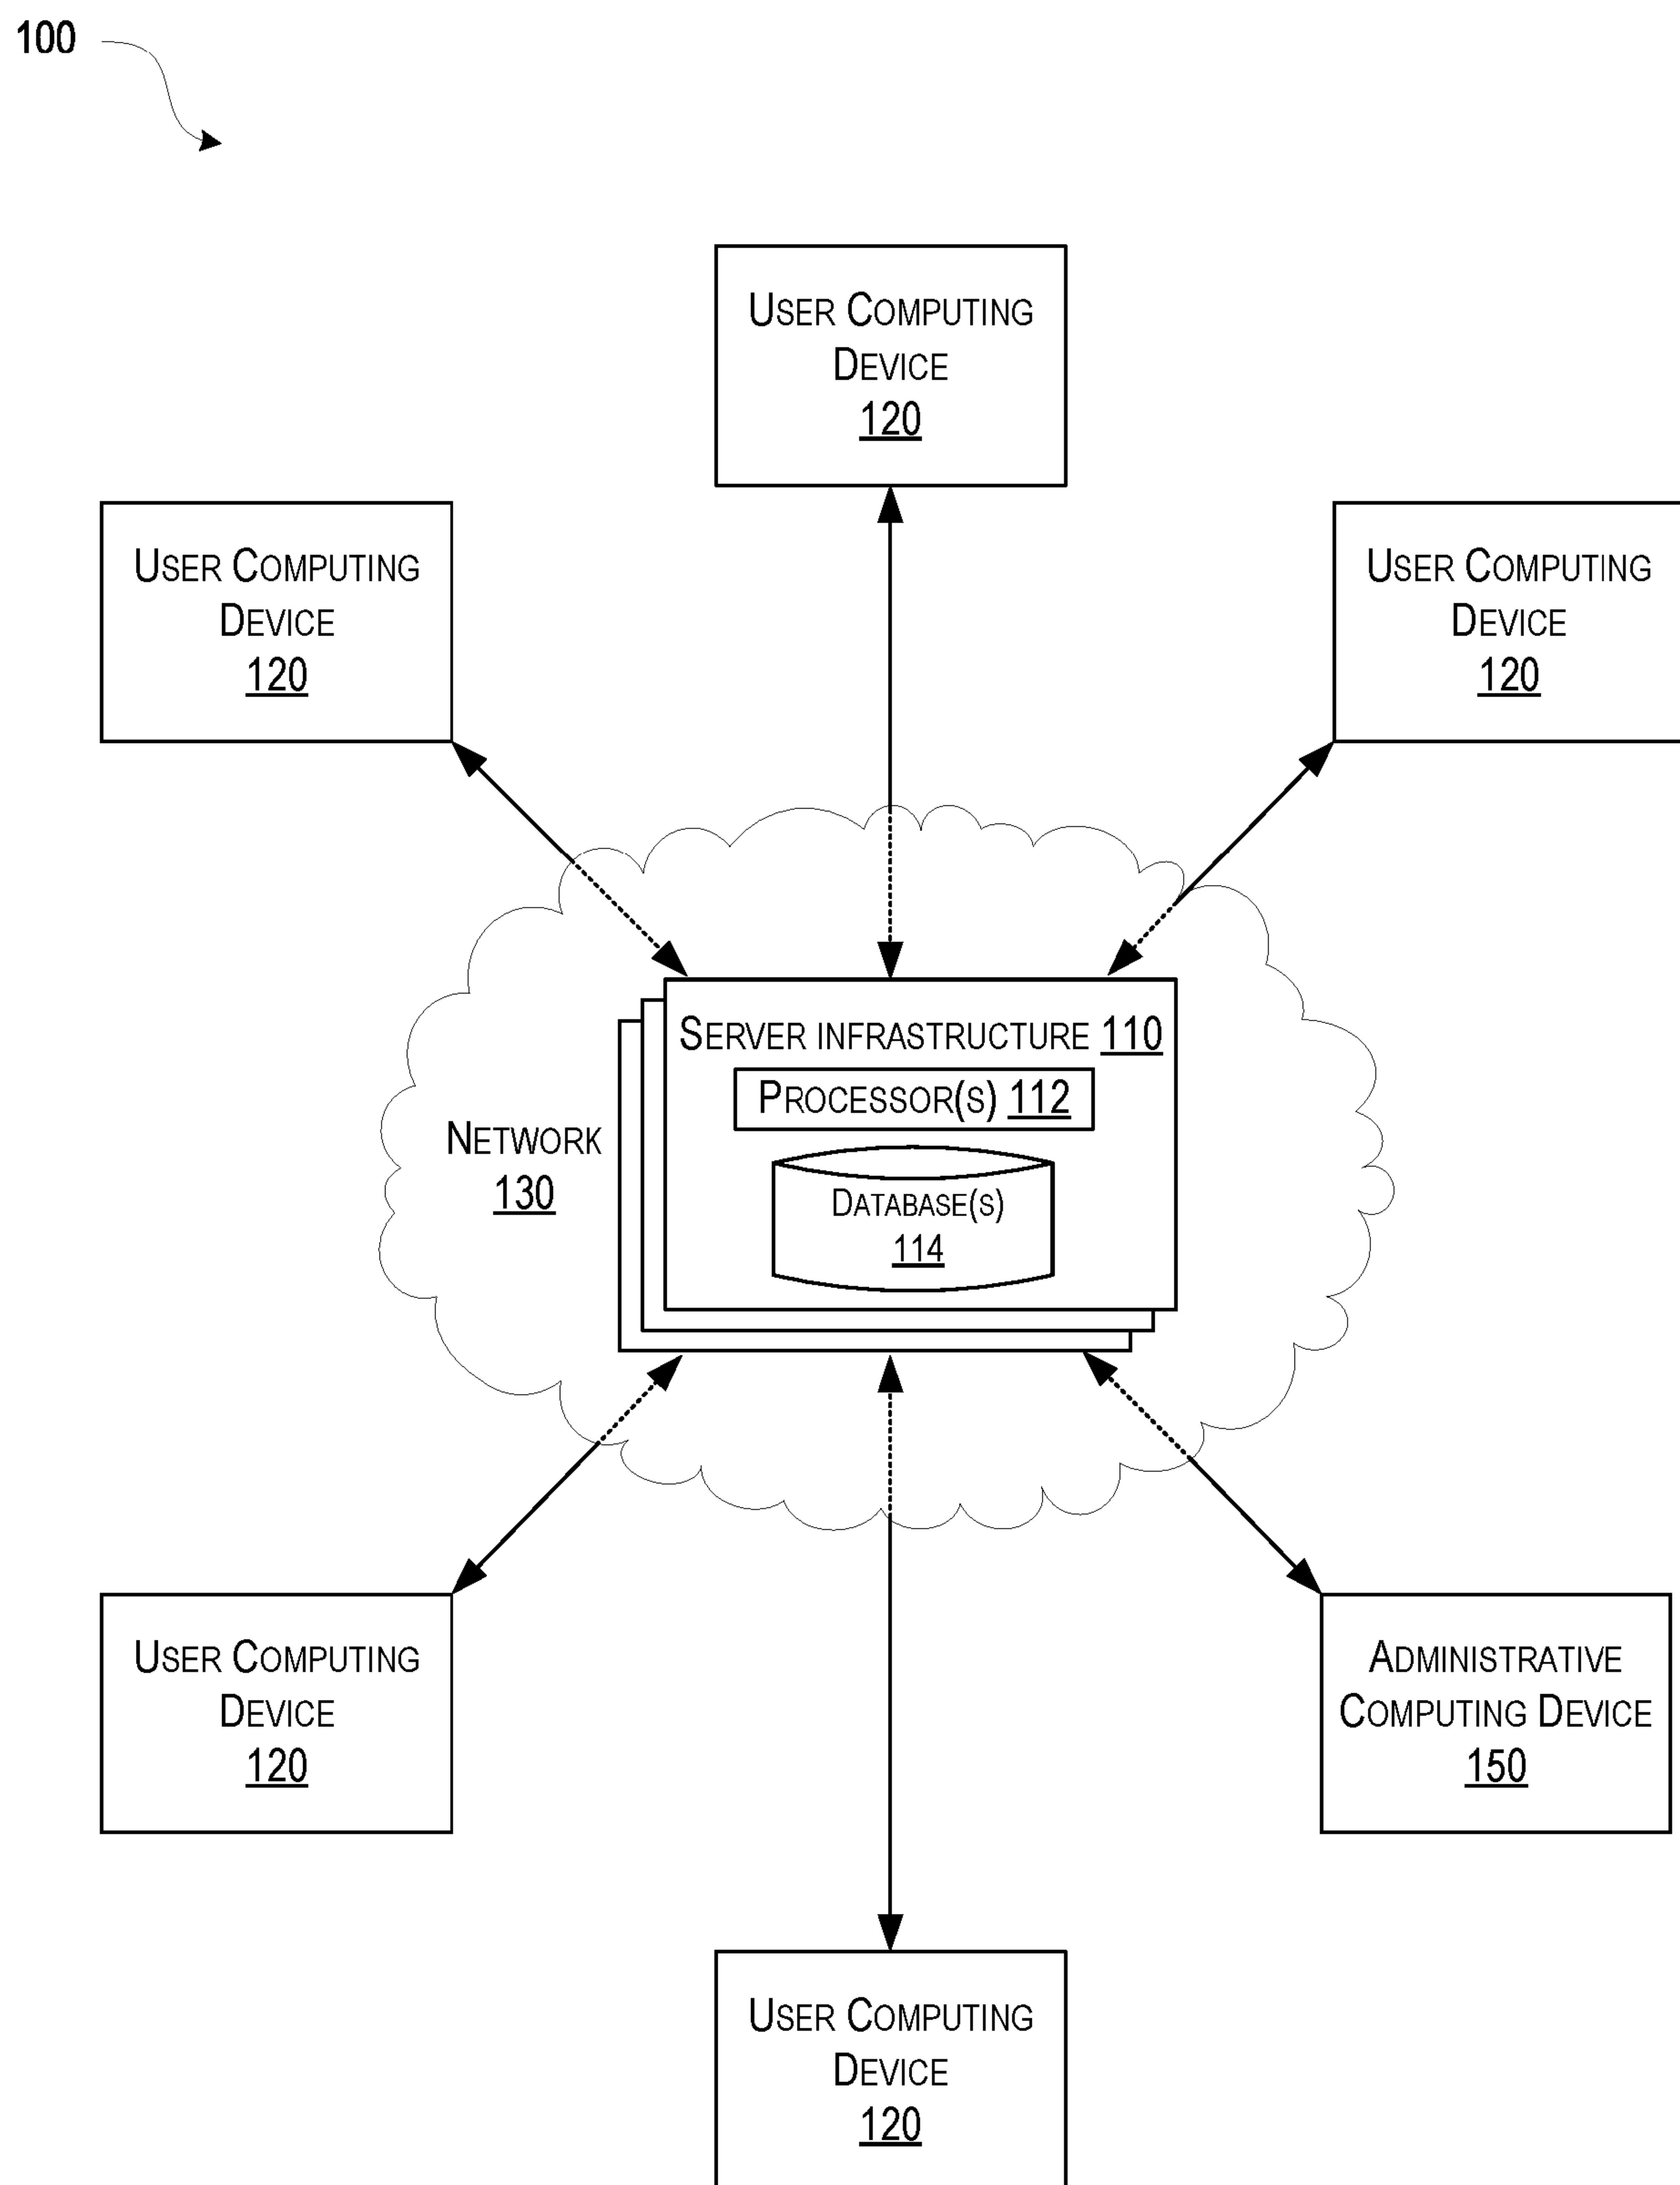 100
User Computing
Device
120
User Computing
Device
120
User Computing
Device
120
Server infrastructure 110
Processor(s) 112
Network
130
Database(s)
114
User Computing
Device
120
Administrative
Computing Device
150
User Computing
Device
120